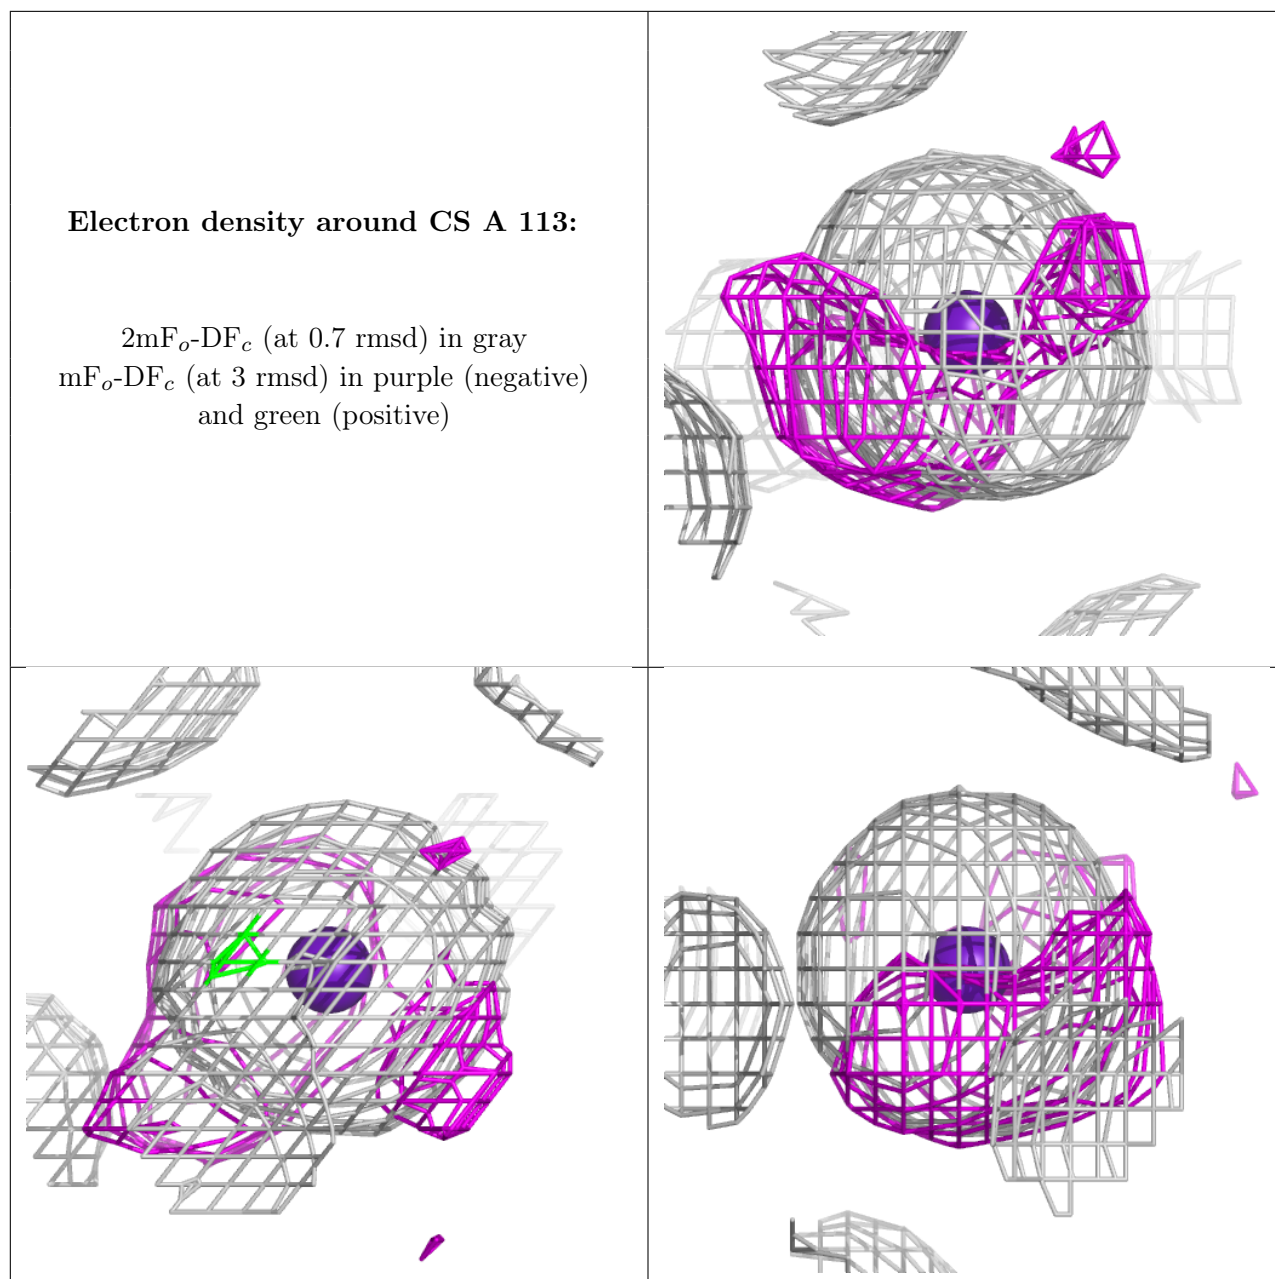 Electron density around CS A 113:
2mFo-DFc (at 0.7 rmsd) in gray
mFo-DFc (at 3 rmsd) in purple (negative)
and green (positive)